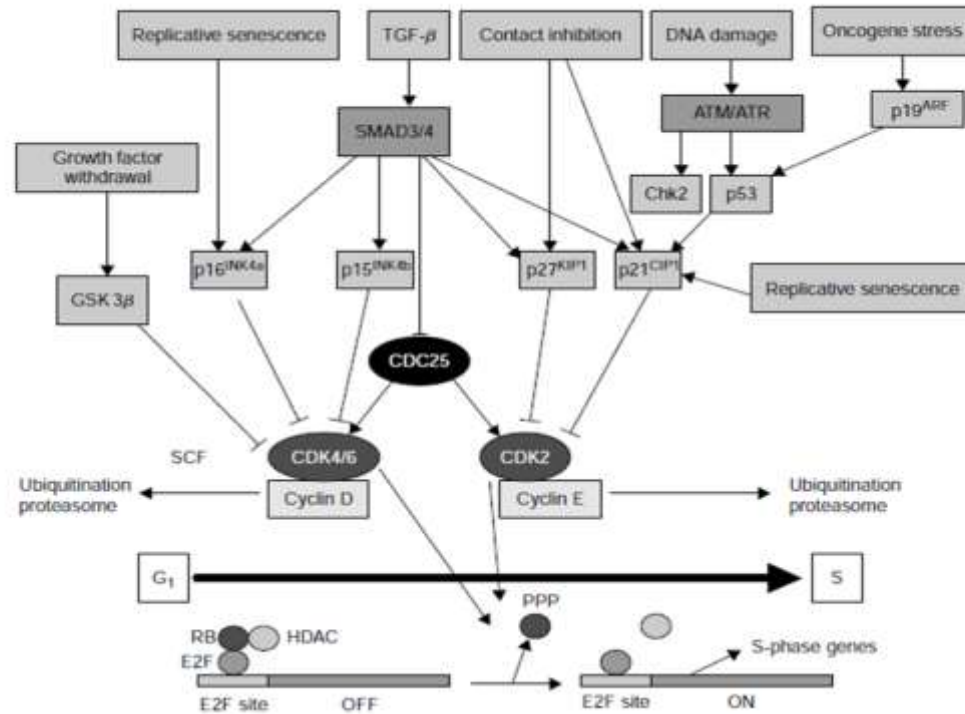 Replicative senescence
TGF-β
Contact inhibition
DNA damage
Oncogene stress
SMAD3/4
ATM/ATR
p19ARF
Growth factor
withdrawal
Chk2
p53
p16INK4a
p15INK4b
p27KIP1
p21CIP1
GSK 3β
Replicative senescence
CDC25
SCF
CDK4/6
CDK2
Ubiquitination
proteasome
Cyclin D
Cyclin E
Ubiquitination
proteasome
G1
S
PPP
RB
HDAC
E2F
S-phase genes
E2F site
OFF
E2F site
ON